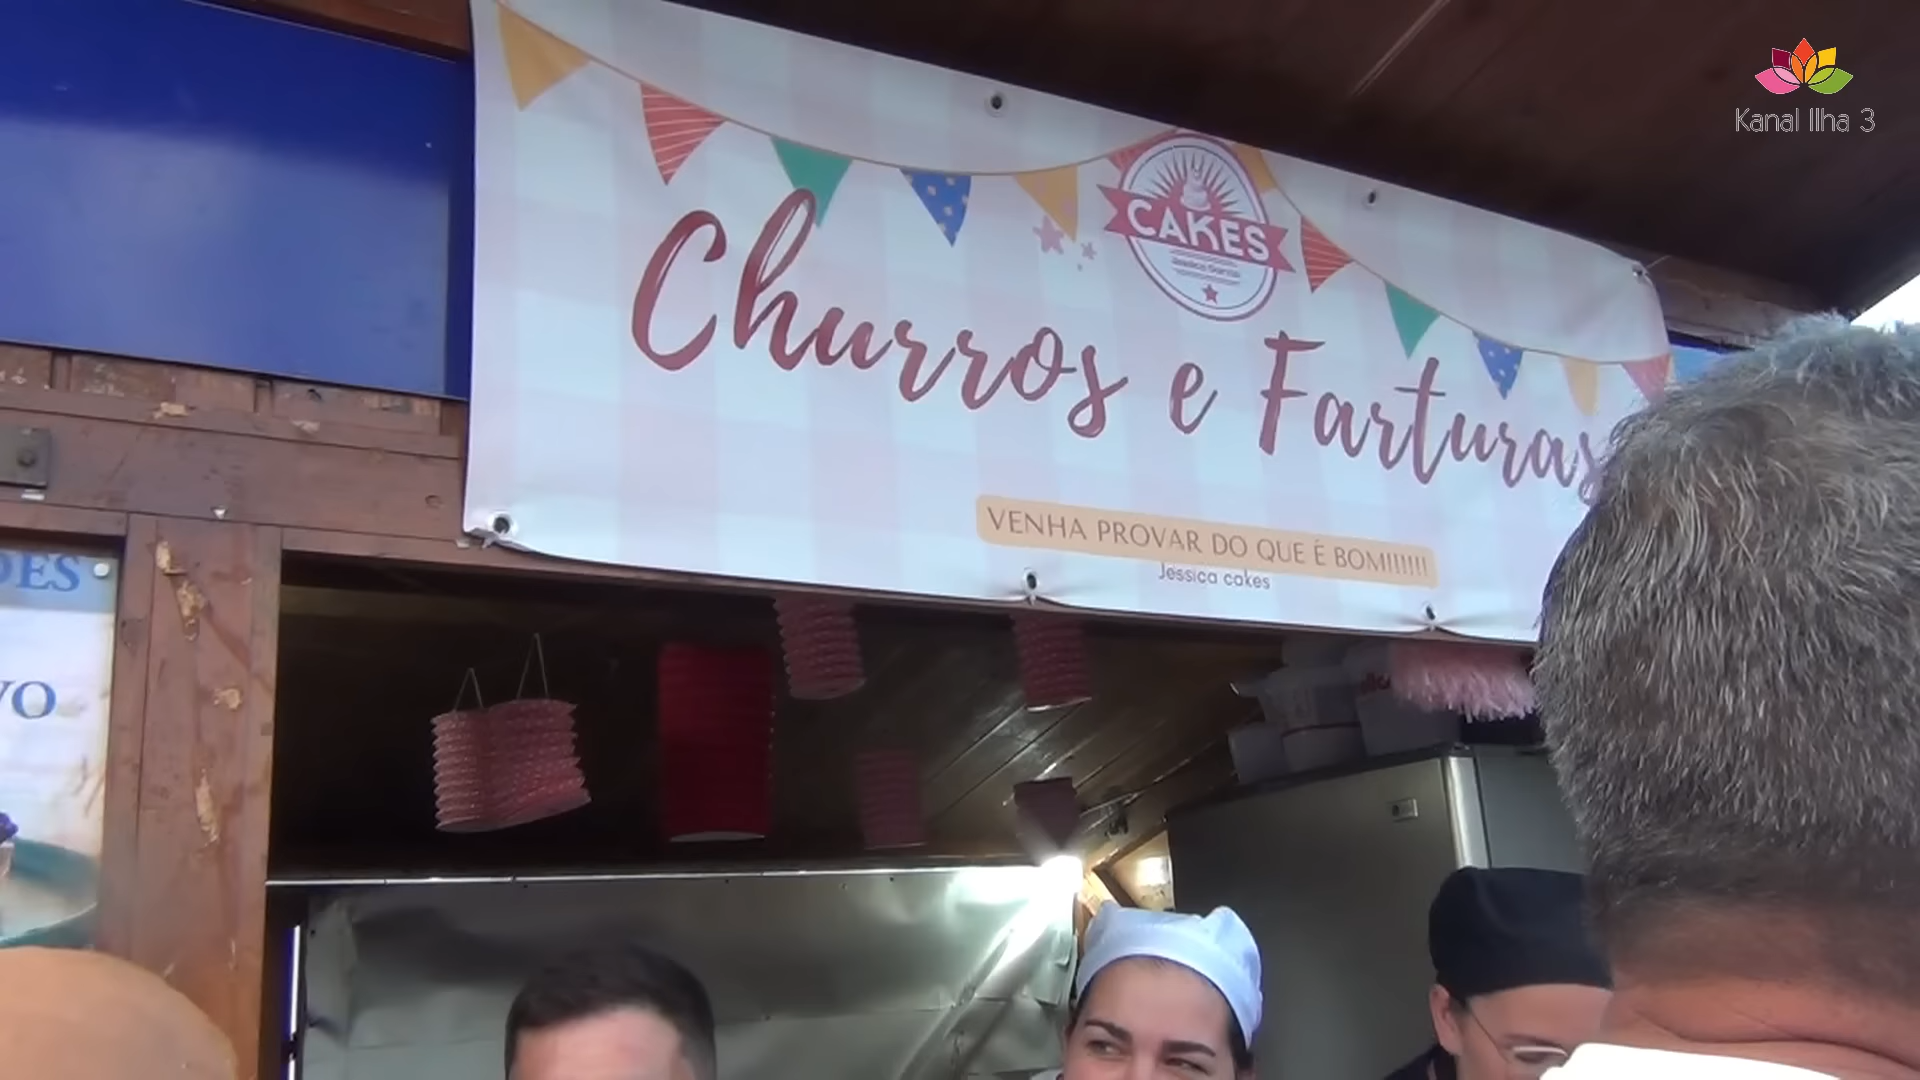 Kanal Ilha 3
CAKES
Churros e Farturas
VENHA PROVAR DO QUE É BOM!!!!!!
Jessica cakes
DES
VO